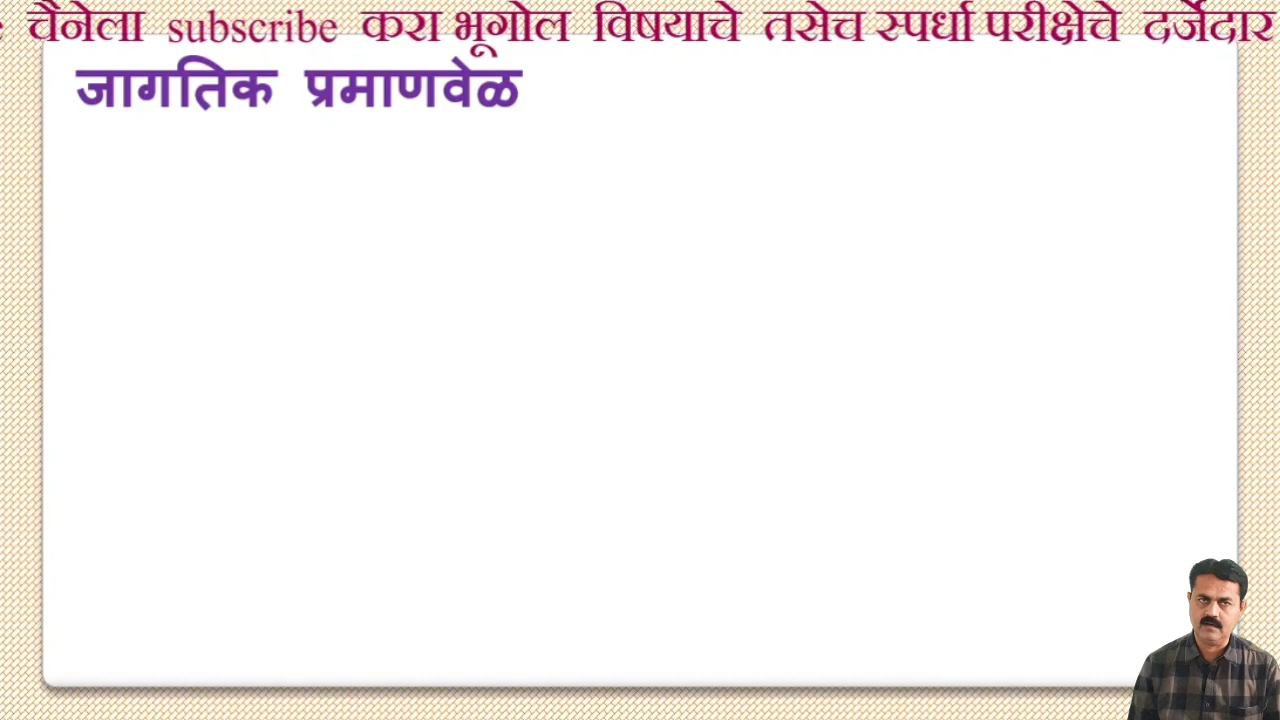 चैनेला subscribe करा भूगोल विषयाचे तसेच स्पर्धा परीक्षेचे दर्जेदार
जागतिक प्रमाणवेळ